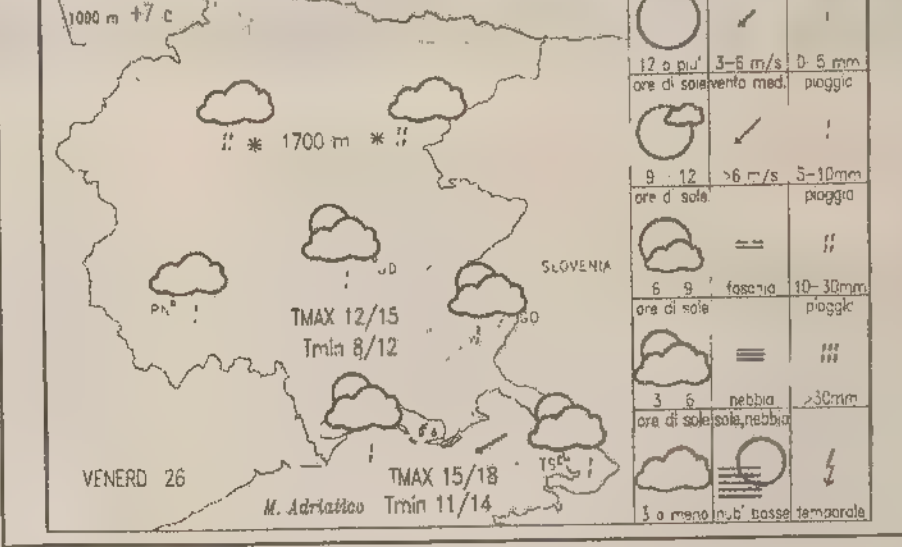 1000 m +7 c
1700 m
SLOVENIA
UD
PN
GO
TMAX 12/15
Tmin 8/12
TS
VENERD 26
TMAX 15/18
M. Adriatico Tmin 11/14
12 o piu' 3-6 m/s 0-5 mm
ore di sole vento med. pioggia
9 12 >6 m/s 5-10mm
ore d sole pioggia
6 9 foschia 10-30mm
ore di sole pioggia
3 6 nebbia >30mm
ore di sole sole,nebbia
3 o meno nub' basse temporale